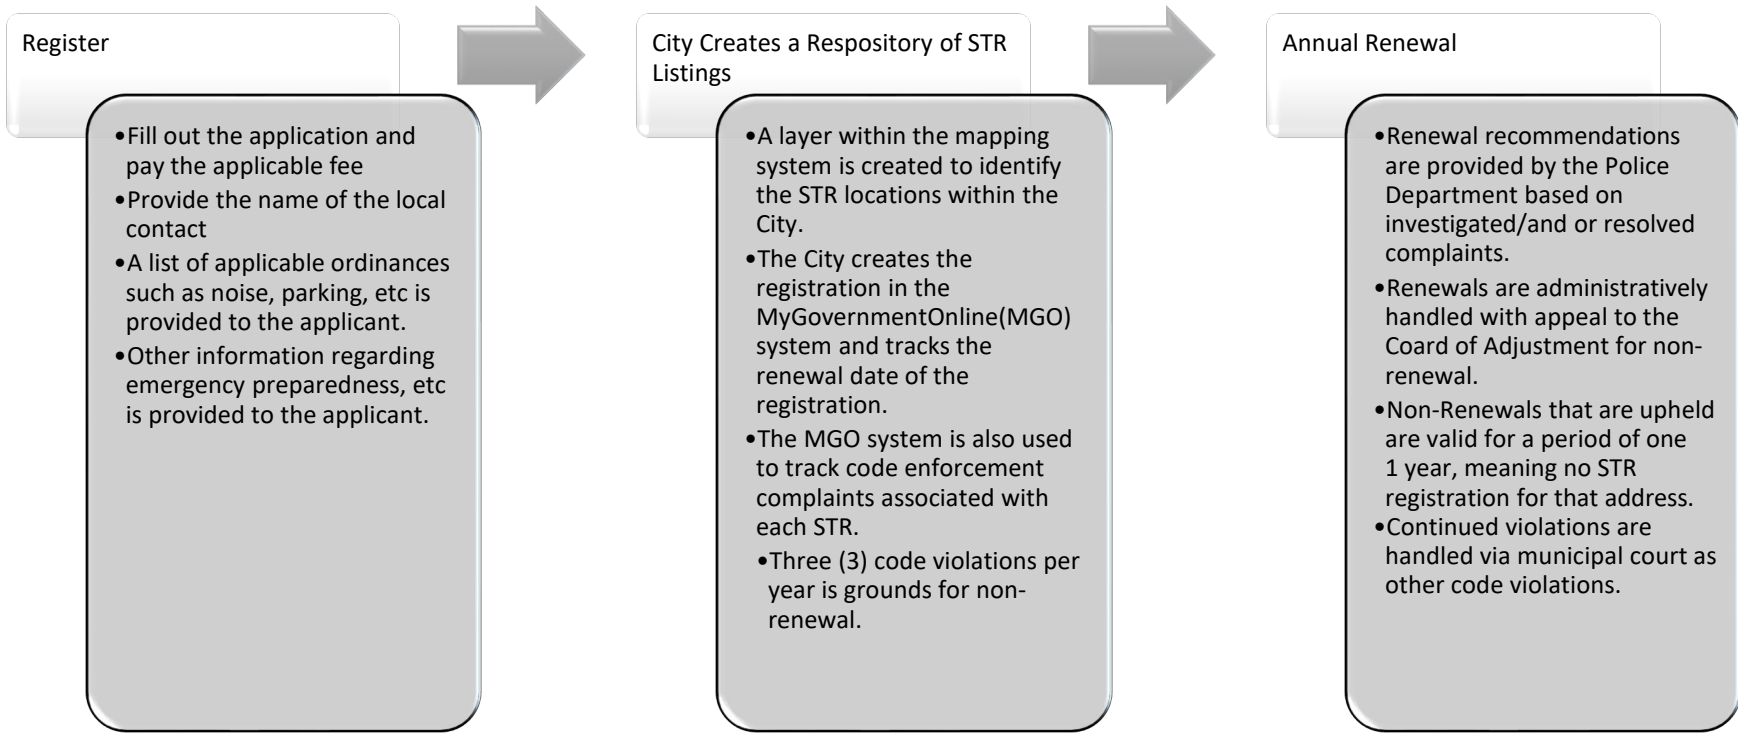 Register
•Fill out the application and
pay the applicable fee
•Provide the name of the local
contact
•A list of applicable ordinances
such as noise, parking, etc is
provided to the applicant.
•Other information regarding
emergency preparedness, etc
is provided to the applicant.
City Creates a Respository of STR
Listings
•A layer within the mapping
system is created to identify
the STR locations within the
City.
•The City creates the
registration in the
MyGovernmentOnline(MGO)
system and tracks the
renewal date of the
registration.
•The MGO system is also used
to track code enforcement
complaints associated with
each STR.
•Three (3) code violations per
year is grounds for non-
renewal.
Annual Renewal
•Renewal recommendations
are provided by the Police
Department based on
investigated/and or resolved
complaints.
•Renewals are administratively
handled with appeal to the
Coard of Adjustment for non-
renewal.
•Non-Renewals that are upheld
are valid for a period of one
1 year, meaning no STR
registration for that address.
•Continued violations are
handled via municipal court as
other code violations.